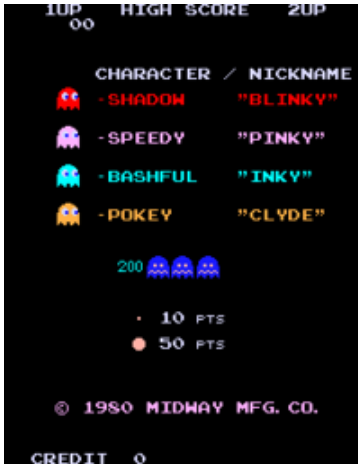 1UP HIGH SCORE 2UP
00
CHARACTER / NICKNAME
-SHADOW "BLINKY"
-SPEEDY "PINKY"
-BASHFUL "INKY"
-POKEY "CLYDE"
200
10 PTS
50 PTS
© 1980 MIDWAY MFG. CO.
CREDIT 0